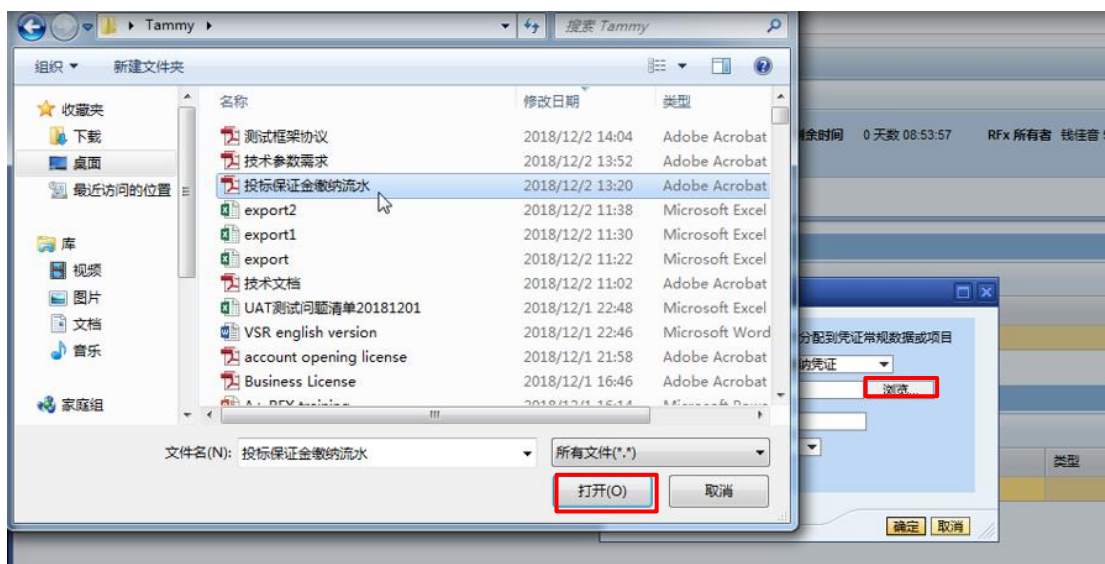 Tammy
搜索 Tammy
组织
新建文件夹
收藏夹
下载
桌面
最近访问的位置
库
视频
图片
文档
音乐
家庭组
名称 修改日期 类型
测试框架协议 2018/12/2 14:04 Adobe Acrobat
技术参数需求 2018/12/2 13:52 Adobe Acrobat
投标保证金缴纳流水 2018/12/2 13:20 Adobe Acrobat
export2 2018/12/2 11:38 Microsoft Excel
export1 2018/12/2 11:30 Microsoft Excel
export 2018/12/2 11:22 Microsoft Excel
技术文档 2018/12/2 11:02 Adobe Acrobat
UAT测试问题清单20181201 2018/12/1 22:48 Microsoft Excel
VSR english version 2018/12/1 22:46 Microsoft Word
account opening license 2018/12/1 21:58 Adobe Acrobat
Business License 2018/12/1 16:46 Adobe Acrobat
文件名(N): 投标保证金缴纳流水
所有文件(*.*)
打开(O)
取消
余时间 0 天数 08:53:57 RFx 所有者 钱佳音
分配到凭证常规数据或项目
纳凭证
浏览...
类型
确定 取消